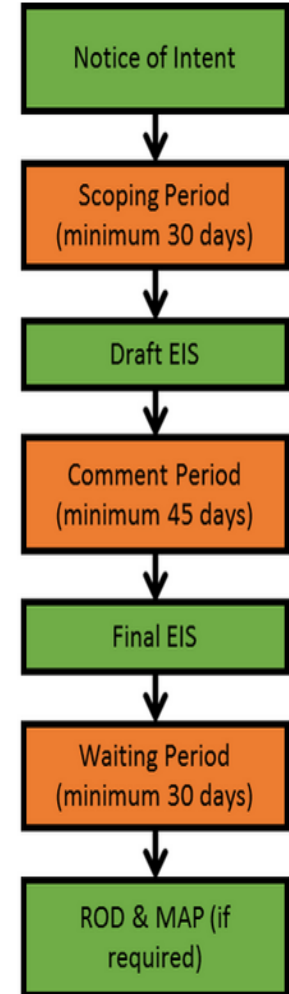 Notice of Intent
Scoping Period
(minimum 30 days)
Draft EIS
Comment Period
(minimum 45 days)
Final EIS
Waiting Period
(minimum 30 days)
ROD & MAP (if
required)